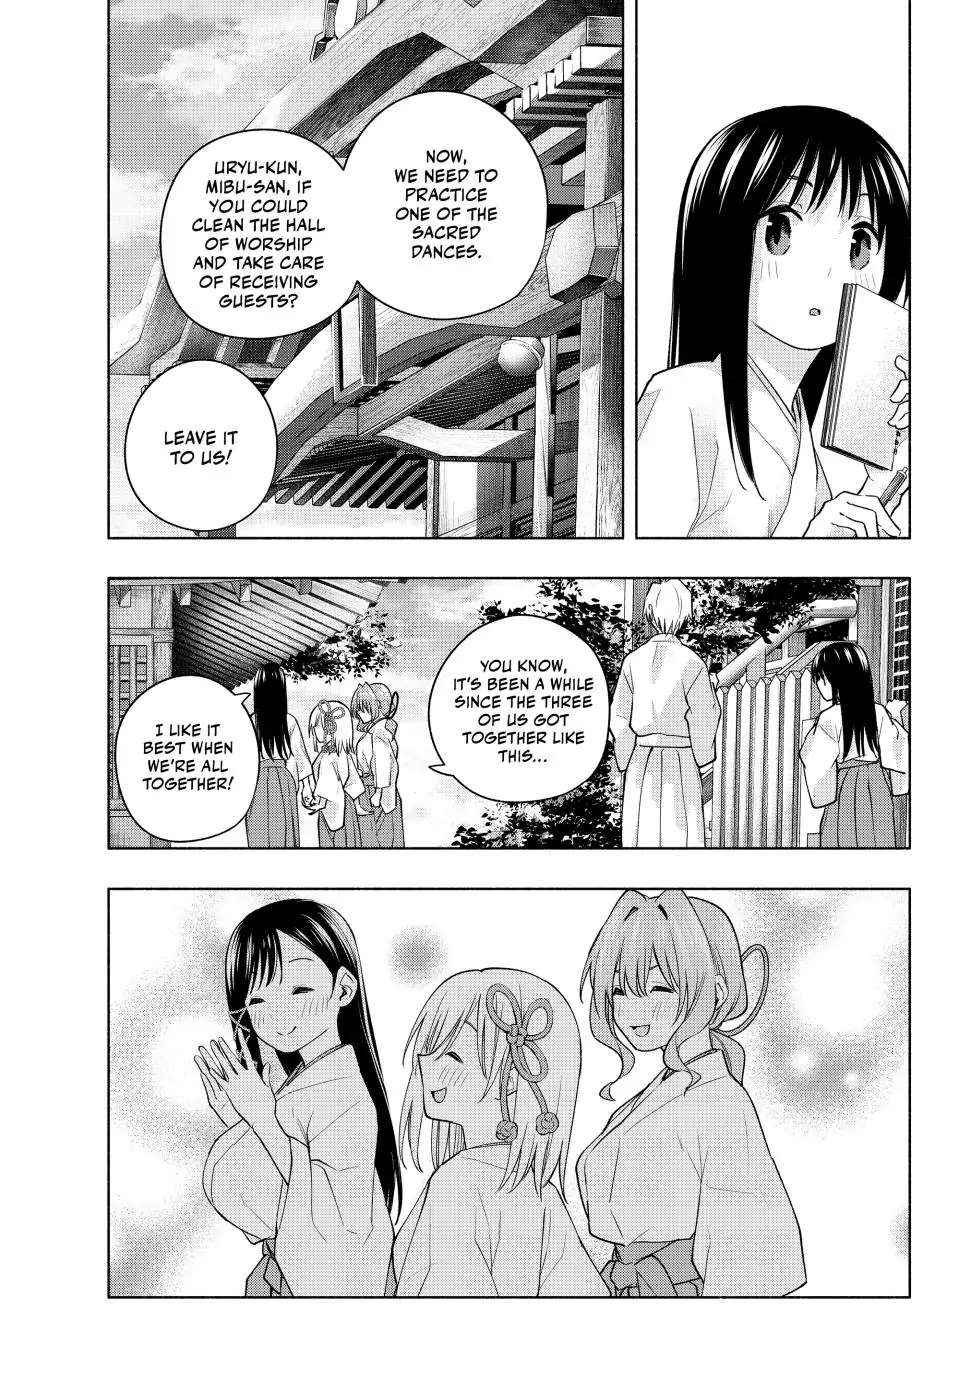 NOW,
WE NEED TO
PRACTICE
ONE OF THE
SACRED
DANCES.
URYU-KUN,
MIBU-SAN, IF
YOU COULD
CLEAN THE HALL
OF WORSHIP
AND TAKE CARE
OF RECEIVING
GUESTS?
LEAVE IT
TO US!
YOU KNOW,
IT'S BEEN A WHILE
SINCE THE THREE
OF US GOT
TOGETHER LIKE
THIS...
I LIKE IT
BEST WHEN
WE'RE ALL
TOGETHER!